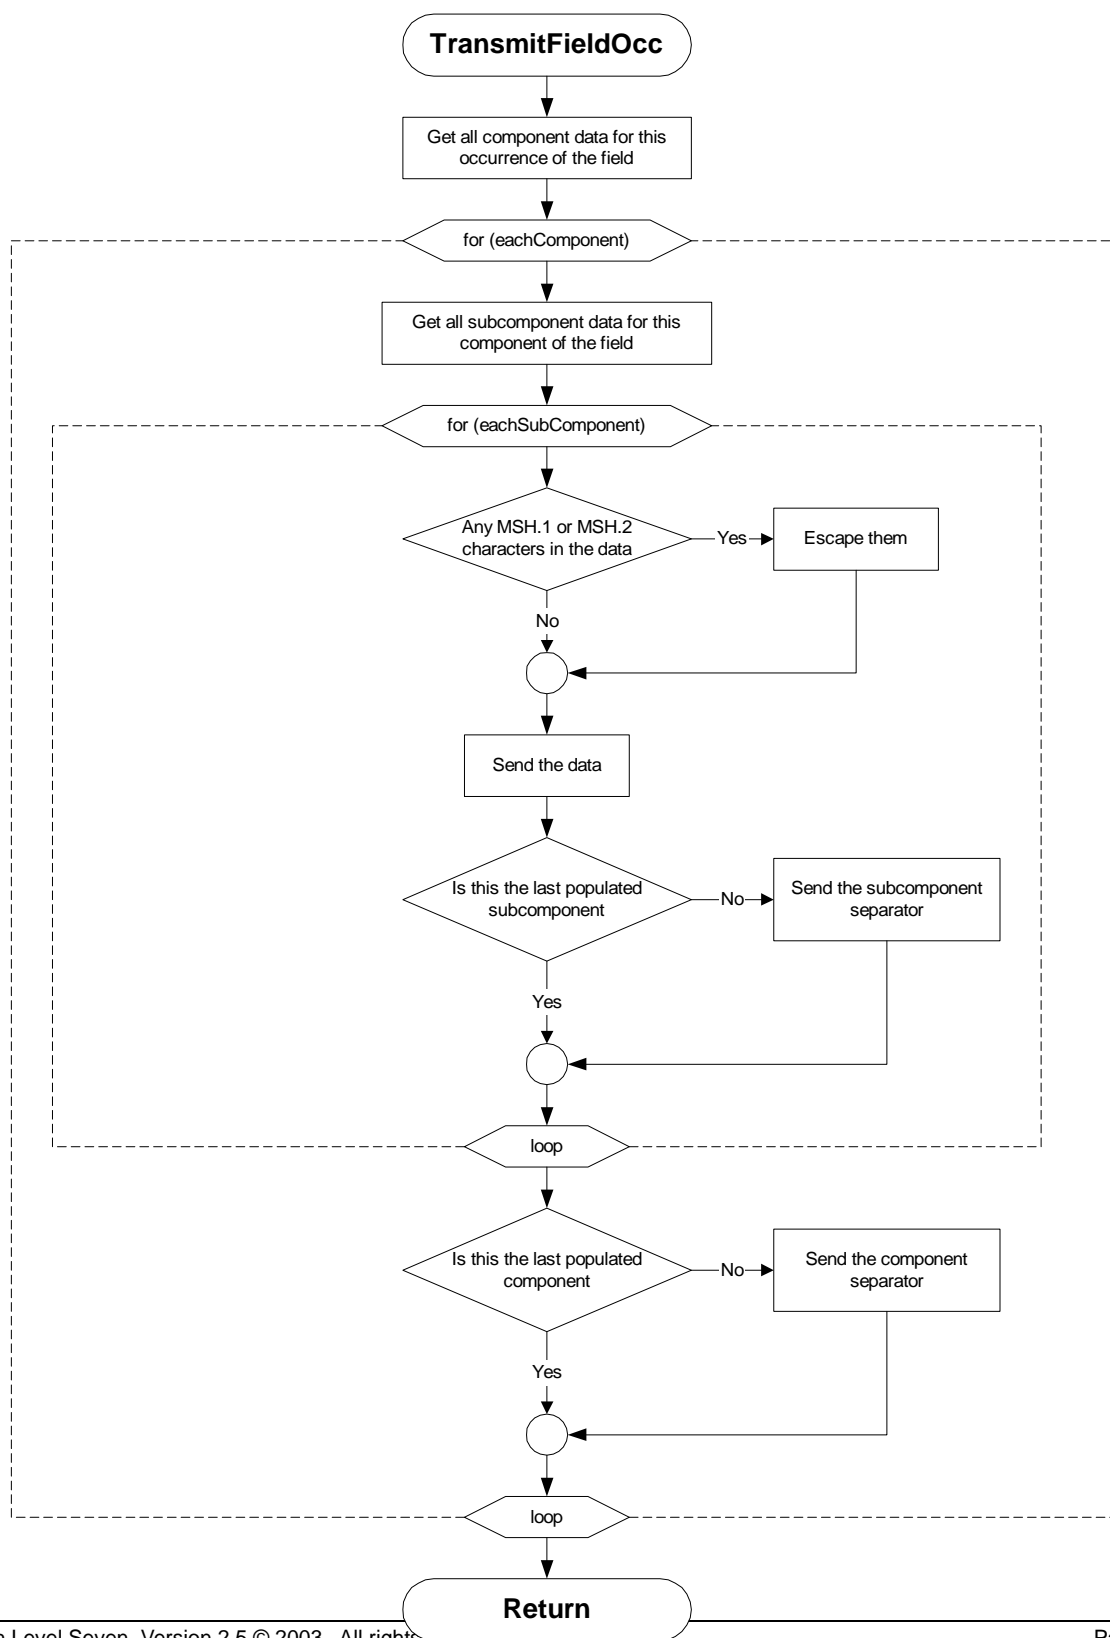 TransmitFieldOcc
Get all component data for this
occurrence of the field
for (eachComponent)
Get all subcomponent data for this
component of the field
for (eachSubComponent)
Any MSH.1 or MSH.2
characters in the data
Yes
Escape them
No
Send the data
Is this the last populated
subcomponent
No
Send the subcomponent
separator
Yes
loop
Is this the last populated
component
No
Send the component
separator
Yes
loop
Return
Level Seven, Version 2.5 © 2003. All rights